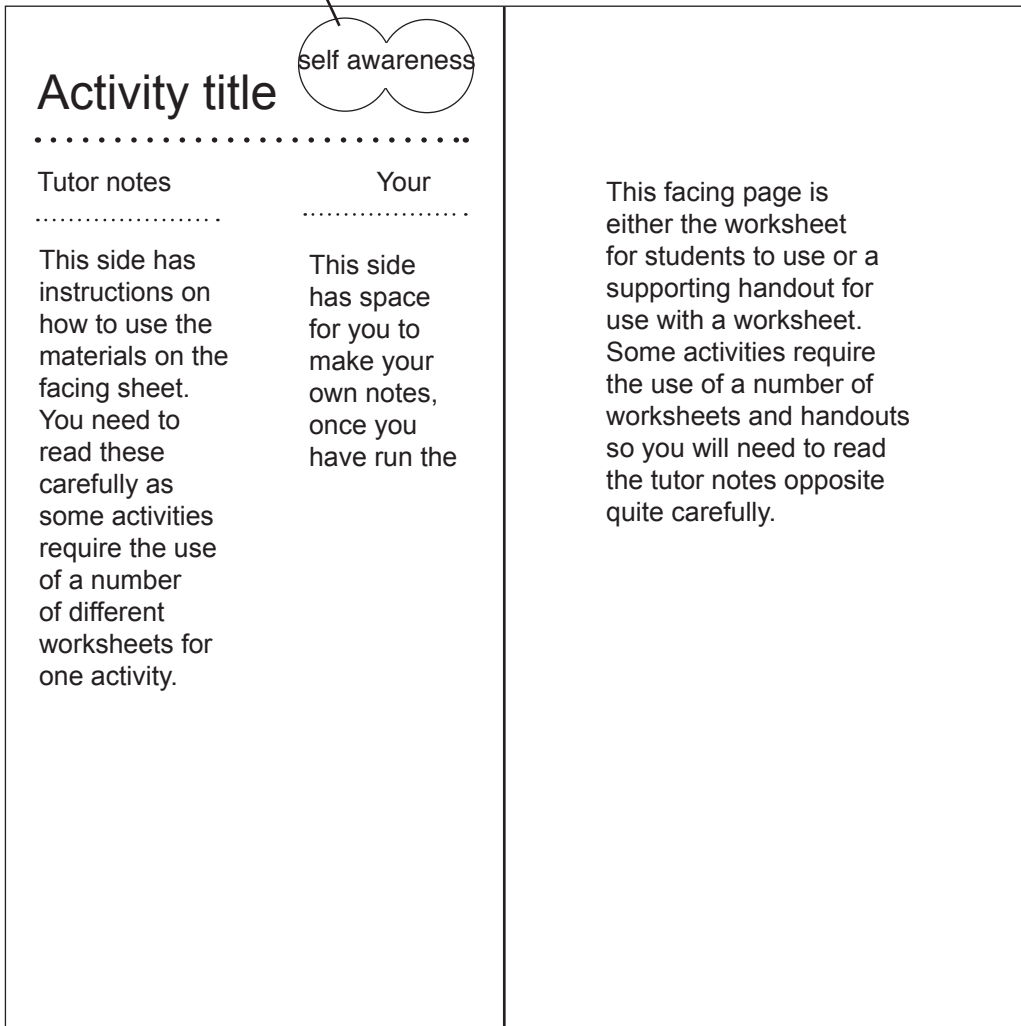 self awareness
Activity title
Tutor notes
This side has
instructions on
how to use the
materials on the
facing sheet.
You need to
read these
carefully as
some activities
require the use
of a number
of different
worksheets for
one activity.
Your
This side
has space
for you to
make your
own notes,
once you
have run the
This facing page is
either the worksheet
for students to use or a
supporting handout for
use with a worksheet.
Some activities require
the use of a number of
worksheets and handouts
so you will need to read
the tutor notes opposite
quite carefully.